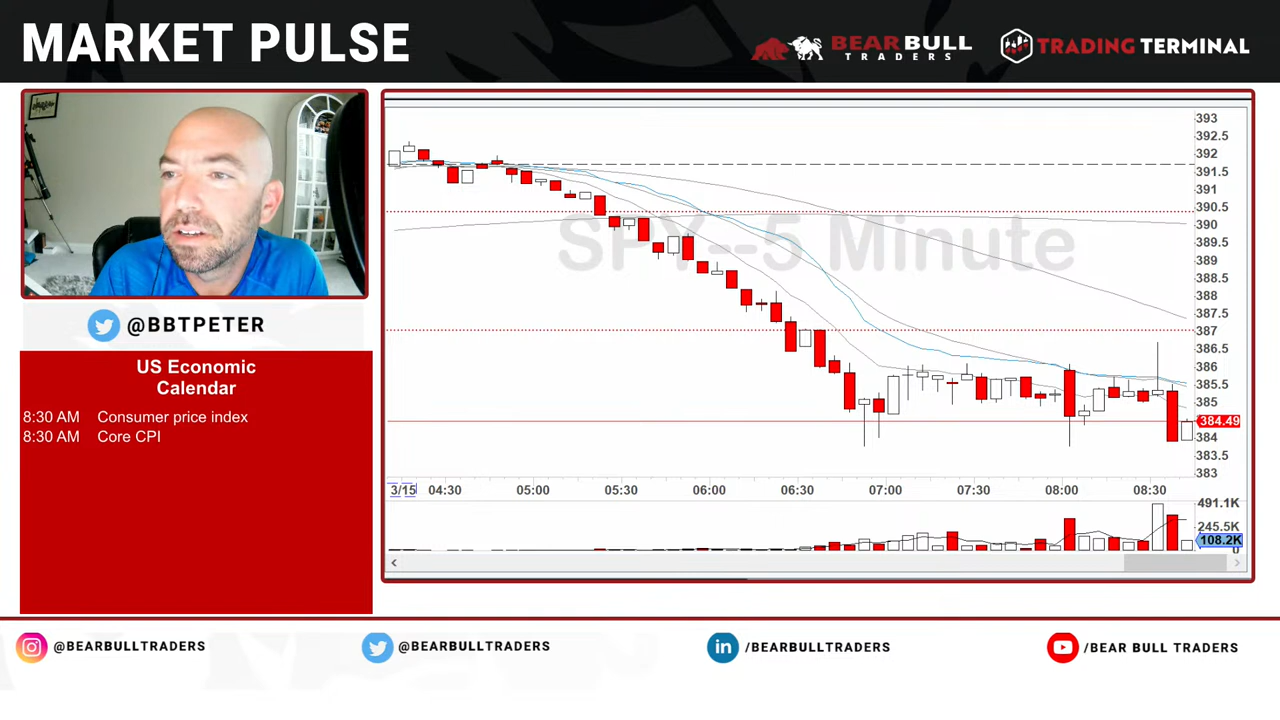 MARKET PULSE
BEARBULL
TRADERS
TRADING TERMINAL
@BBTPETER
US Economic
Calendar
8:30 AM Consumer price index
8:30 AM Core CPI
SPY--5 Minute
393
392.5
392
391.5
391
390.5
390
389.5
389
388.5
388
387.5
387
386.5
386
385.5
385
384.49
384
383.5
383
3/15 04:30 05:00 05:30 06:00 06:30 07:00 07:30 08:00 08:30
491.1K
245.5K
108.2K
0
@BEARBULLTRADERS
@BEARBULLTRADERS
/BEARBULLTRADERS
/BEAR BULL TRADERS